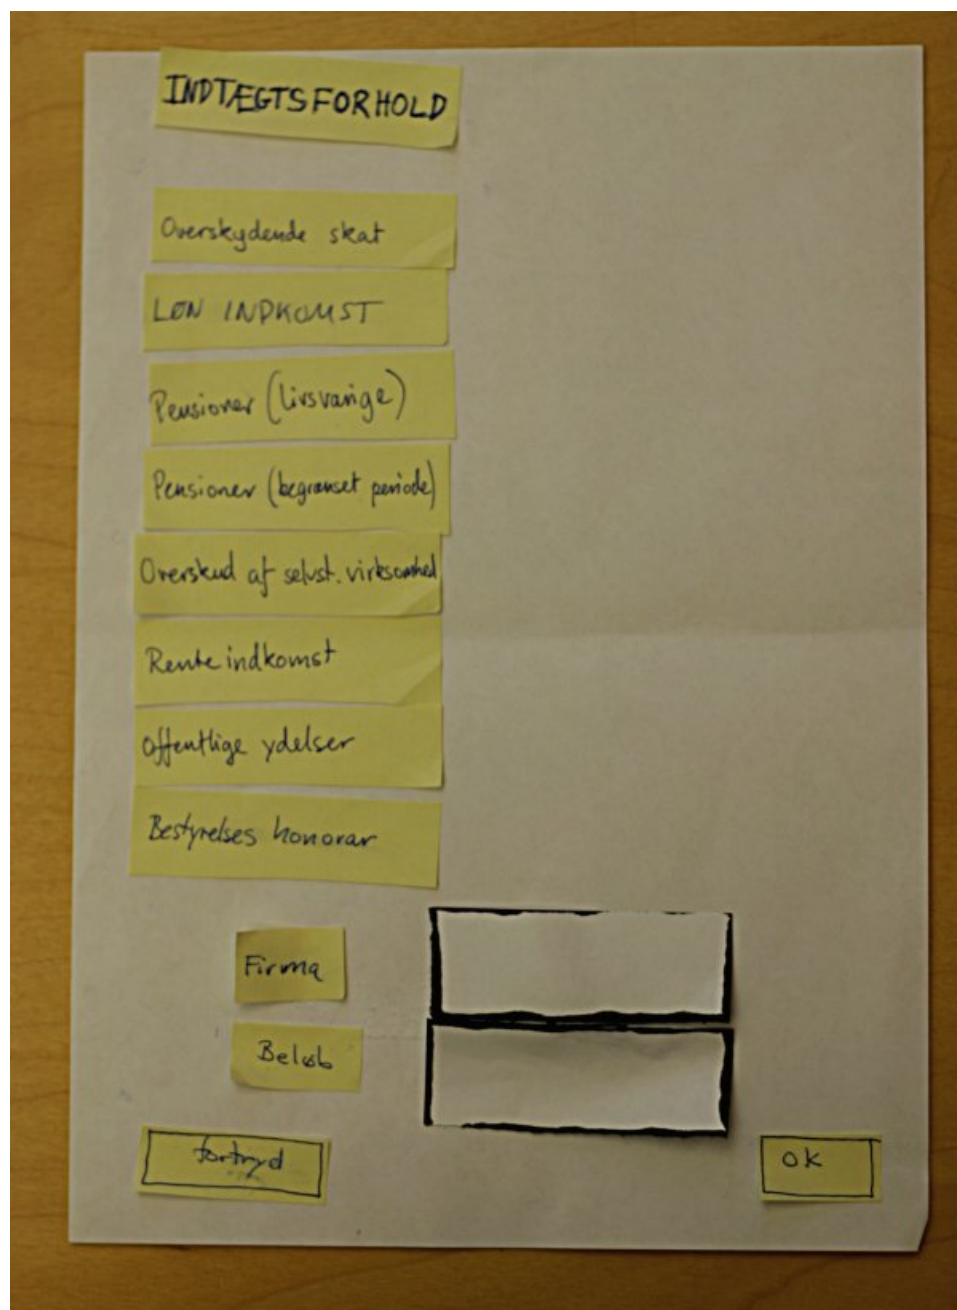 INDTÆGTSFORHOLD
Overskydende skat
LØN INDKOMST
Pensioner (livsvarige)
Pensioner (begrænset periode)
Overskud af selvst. virksomhed
Rente indkomst
Offentlige ydelser
Bestyrelses honorar
Firma
Beløb
fortryd
OK